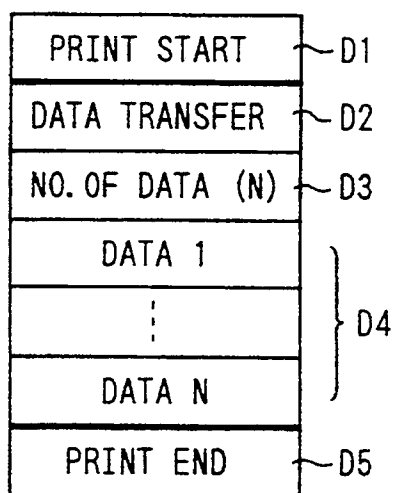 PRINT START D1
DATA TRANSFER D2
NO. OF DATA (N) D3
DATA 1
D4
DATA N
PRINT END D5